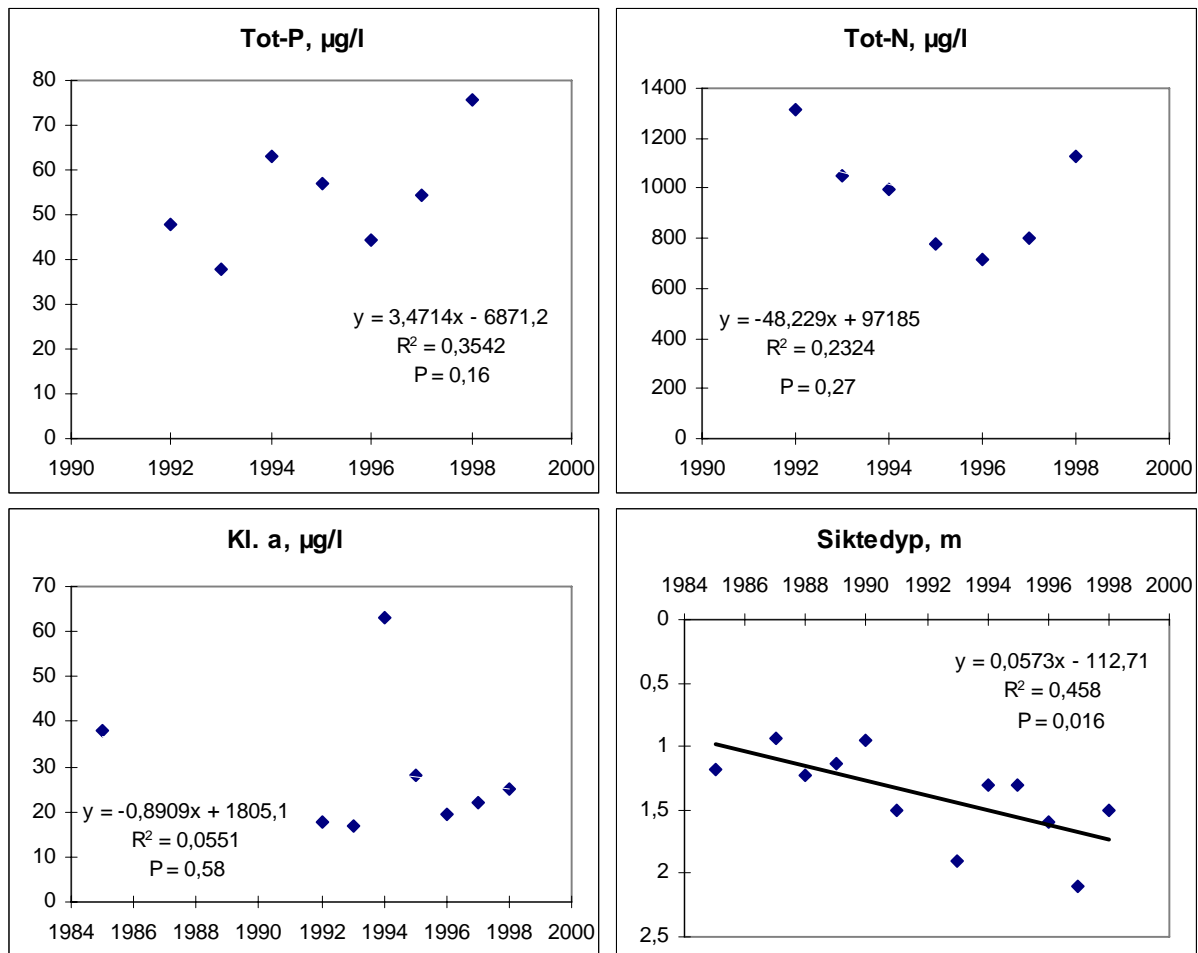 Tot-P, µg/l
80
70
60
50
40
30
20
10
0
y = 3,4714x - 6871,2
R² = 0,3542
P = 0,16
1990 1992 1994 1996 1998 2000
Tot-N, µg/l
1400
1200
1000
800
600
400
200
0
y = -48,229x + 97185
R² = 0,2324
P = 0,27
1990 1992 1994 1996 1998 2000
Kl. a, µg/l
70
60
50
40
30
20
10
0
y = -0,8909x + 1805,1
R² = 0,0551
P = 0,58
1984 1986 1988 1990 1992 1994 1996 1998 2000
Siktedyp, m
1984 1986 1988 1990 1992 1994 1996 1998 2000
0
0,5
1
1,5
2
2,5
y = 0,0573x - 112,71
R² = 0,458
P = 0,016